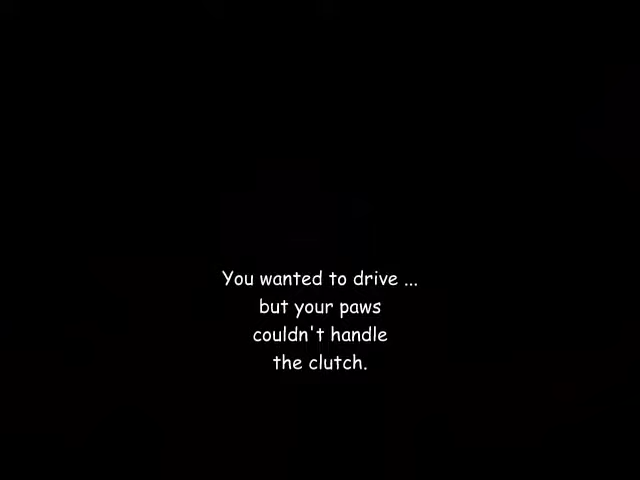 You wanted to drive ...
but your paws
couldn't handle
the clutch.